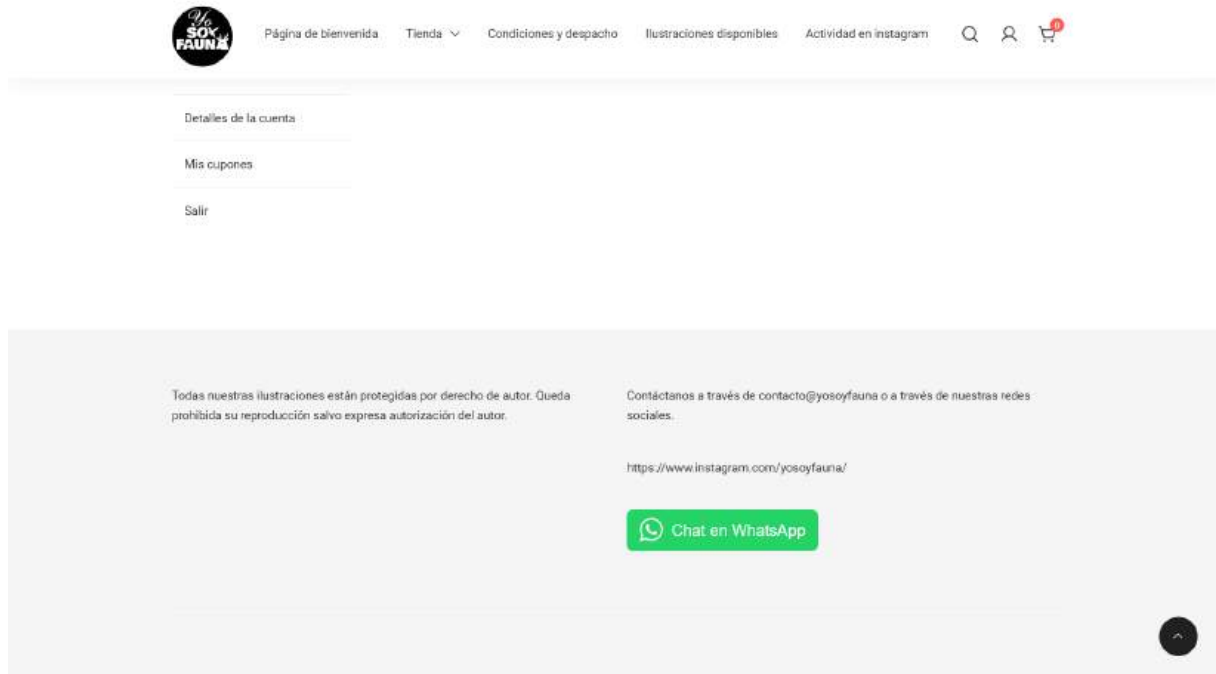 Yo
SOY
FAUNA
Página de bienvenida Tienda Condiciones y despacho Ilustraciones disponibles Actividad en instagram 0
Detalles de la cuenta
Mis cupones
Salir
Todas nuestras ilustraciones están protegidas por derecho de autor. Queda
prohibida su reproducción salvo expresa autorización del autor.
Contáctanos a través de contacto@yosoyfauna o a través de nuestras redes
sociales.
https://www.instagram.com/yosoyfauna/
Chat en WhatsApp